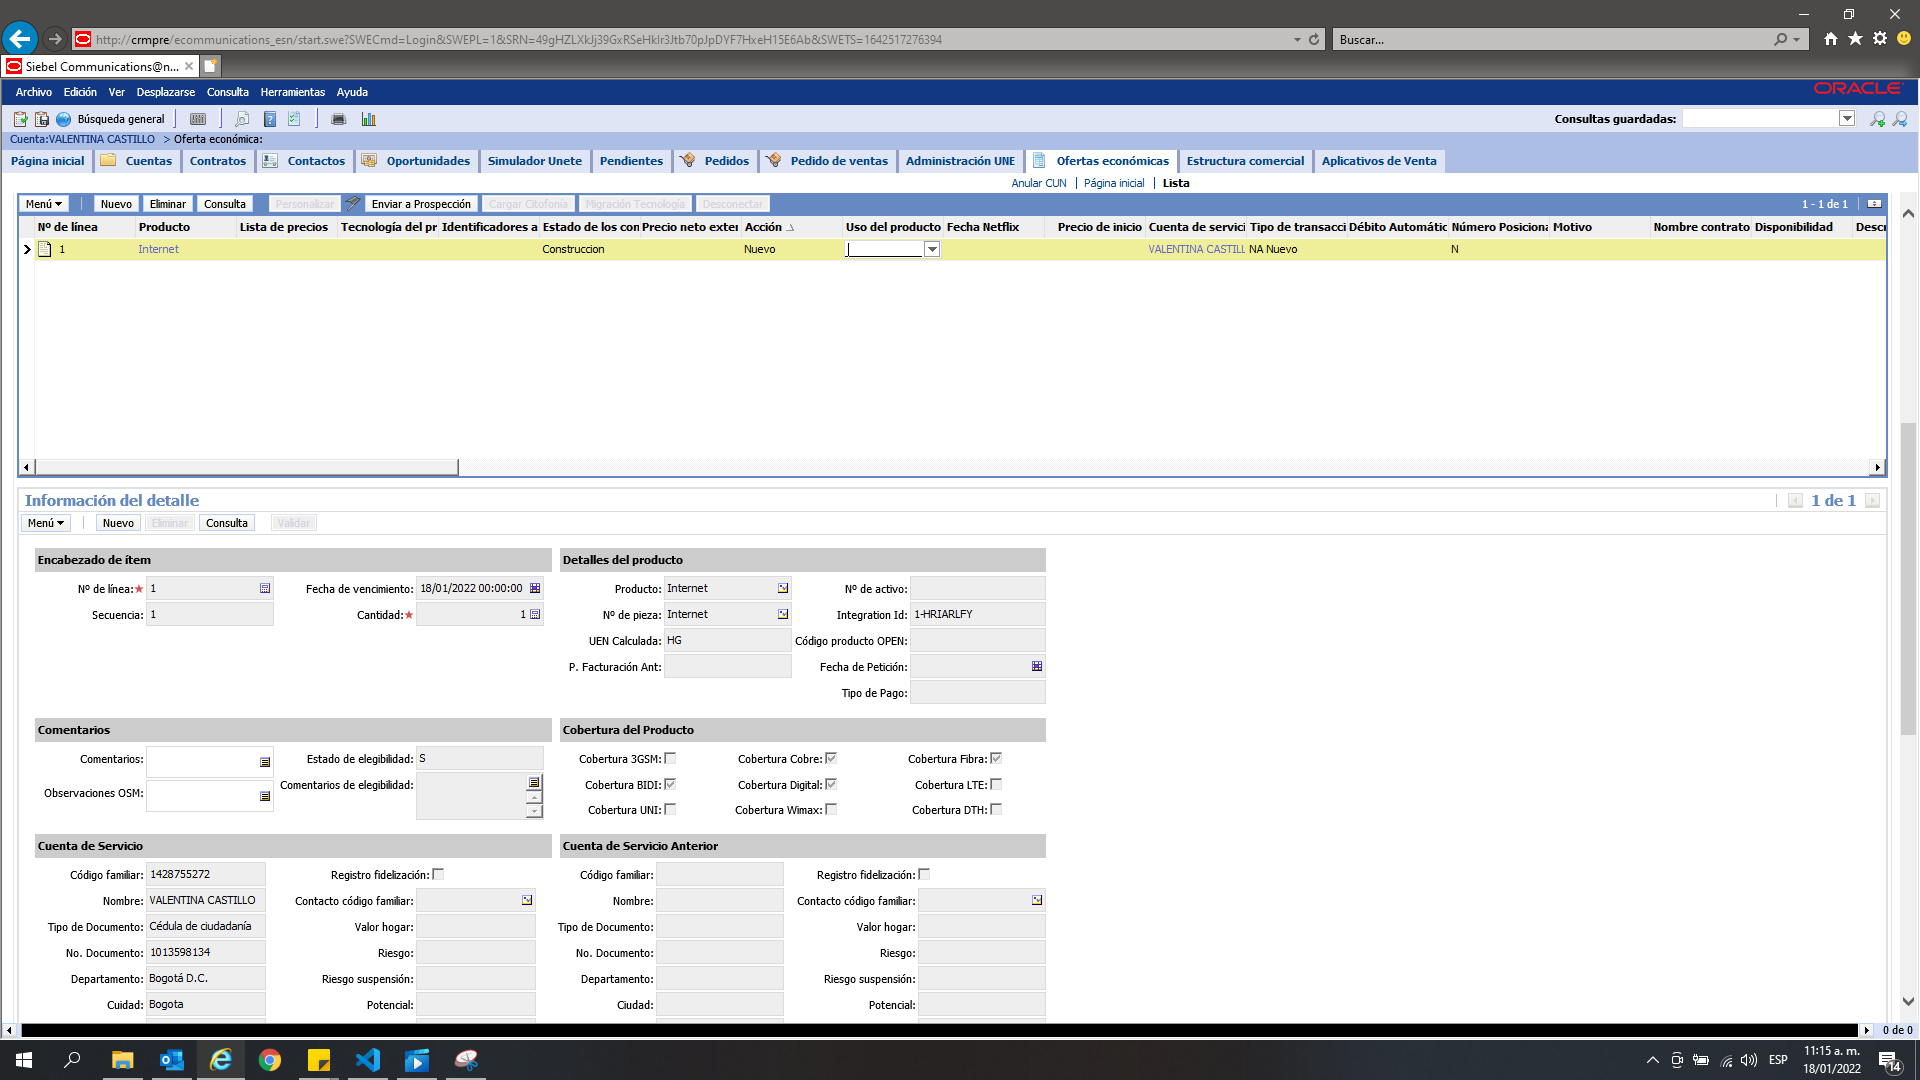 http://crmpre/ecommunications_esn/start.swe?SWECmd=Login&SWEPL=1&SRN=49gHZLXkJj39GxRSeHklr3Jtb70pJpDYF7HxeH15E6Ab&SWETS=1642517276394
Buscar...
Siebel Communications@n...
Archivo Edición Ver Desplazarse Consulta Herramientas Ayuda
ORACLE
Búsqueda general
Consultas guardadas:
Cuenta:VALENTINA CASTILLO > Oferta económica:
Página inicial Cuentas Contratos Contactos Oportunidades Simulador Unete Pendientes Pedidos Pedido de ventas Administración UNE Ofertas económicas Estructura comercial Aplicativos de Venta
Anular CUN Página inicial Lista
Menú Nuevo Eliminar Consulta Personalizar Enviar a Prospección Cargar Citofonía Migración Tecnología Desconectar 1 - 1 de 1
Nº de línea Producto Lista de precios Tecnología del pr Identificadores a Estado de los con Precio neto exter Acción Uso del producto Fecha Netflix Precio de inicio Cuenta de servici Tipo de transacci Débito Automátic Número Posiciona Motivo Nombre contrato Disponibilidad Descr
1 Internet Construccion Nuevo VALENTINA CASTILL NA Nuevo N
Información del detalle
1 de 1
Menú Nuevo Eliminar Consulta Validar
Encabezado de ítem
Nº de línea: 1 Fecha de vencimiento: 18/01/2022 00:00:00
Secuencia: 1 Cantidad: 1
Detalles del producto
Producto: Internet Nº de activo:
Nº de pieza: Internet Integration Id: 1-HRIARLFY
UEN Calculada: HG Código producto OPEN:
P. Facturación Ant: Fecha de Petición:
Tipo de Pago:
Comentarios
Comentarios: Estado de elegibilidad: S
Observaciones OSM: Comentarios de elegibilidad:
Cobertura del Producto
Cobertura 3GSM: Cobertura Cobre: Cobertura Fibra:
Cobertura BIDI: Cobertura Digital: Cobertura LTE:
Cobertura UNI: Cobertura Wimax: Cobertura DTH:
Cuenta de Servicio
Código familiar: 1428755272 Registro fidelización:
Nombre: VALENTINA CASTILLO Contacto código familiar:
Tipo de Documento: Cédula de ciudadanía Valor hogar:
No. Documento: 1013598134 Riesgo:
Departamento: Bogotá D.C. Riesgo suspensión:
Cuidad: Bogota Potencial:
Cuenta de Servicio Anterior
Código familiar: Registro fidelización:
Nombre: Contacto código familiar:
Tipo de Documento: Valor hogar:
No. Documento: Riesgo:
Departamento: Riesgo suspensión:
Ciudad: Potencial:
0 de 0
ESP
11:15 a. m.
18/01/2022
14